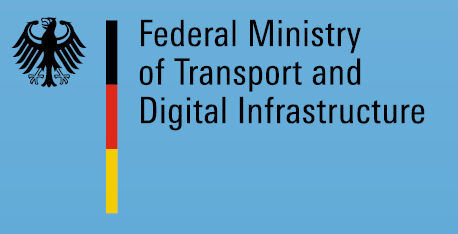 Federal Ministry
of Transport and
Digital Infrastructure